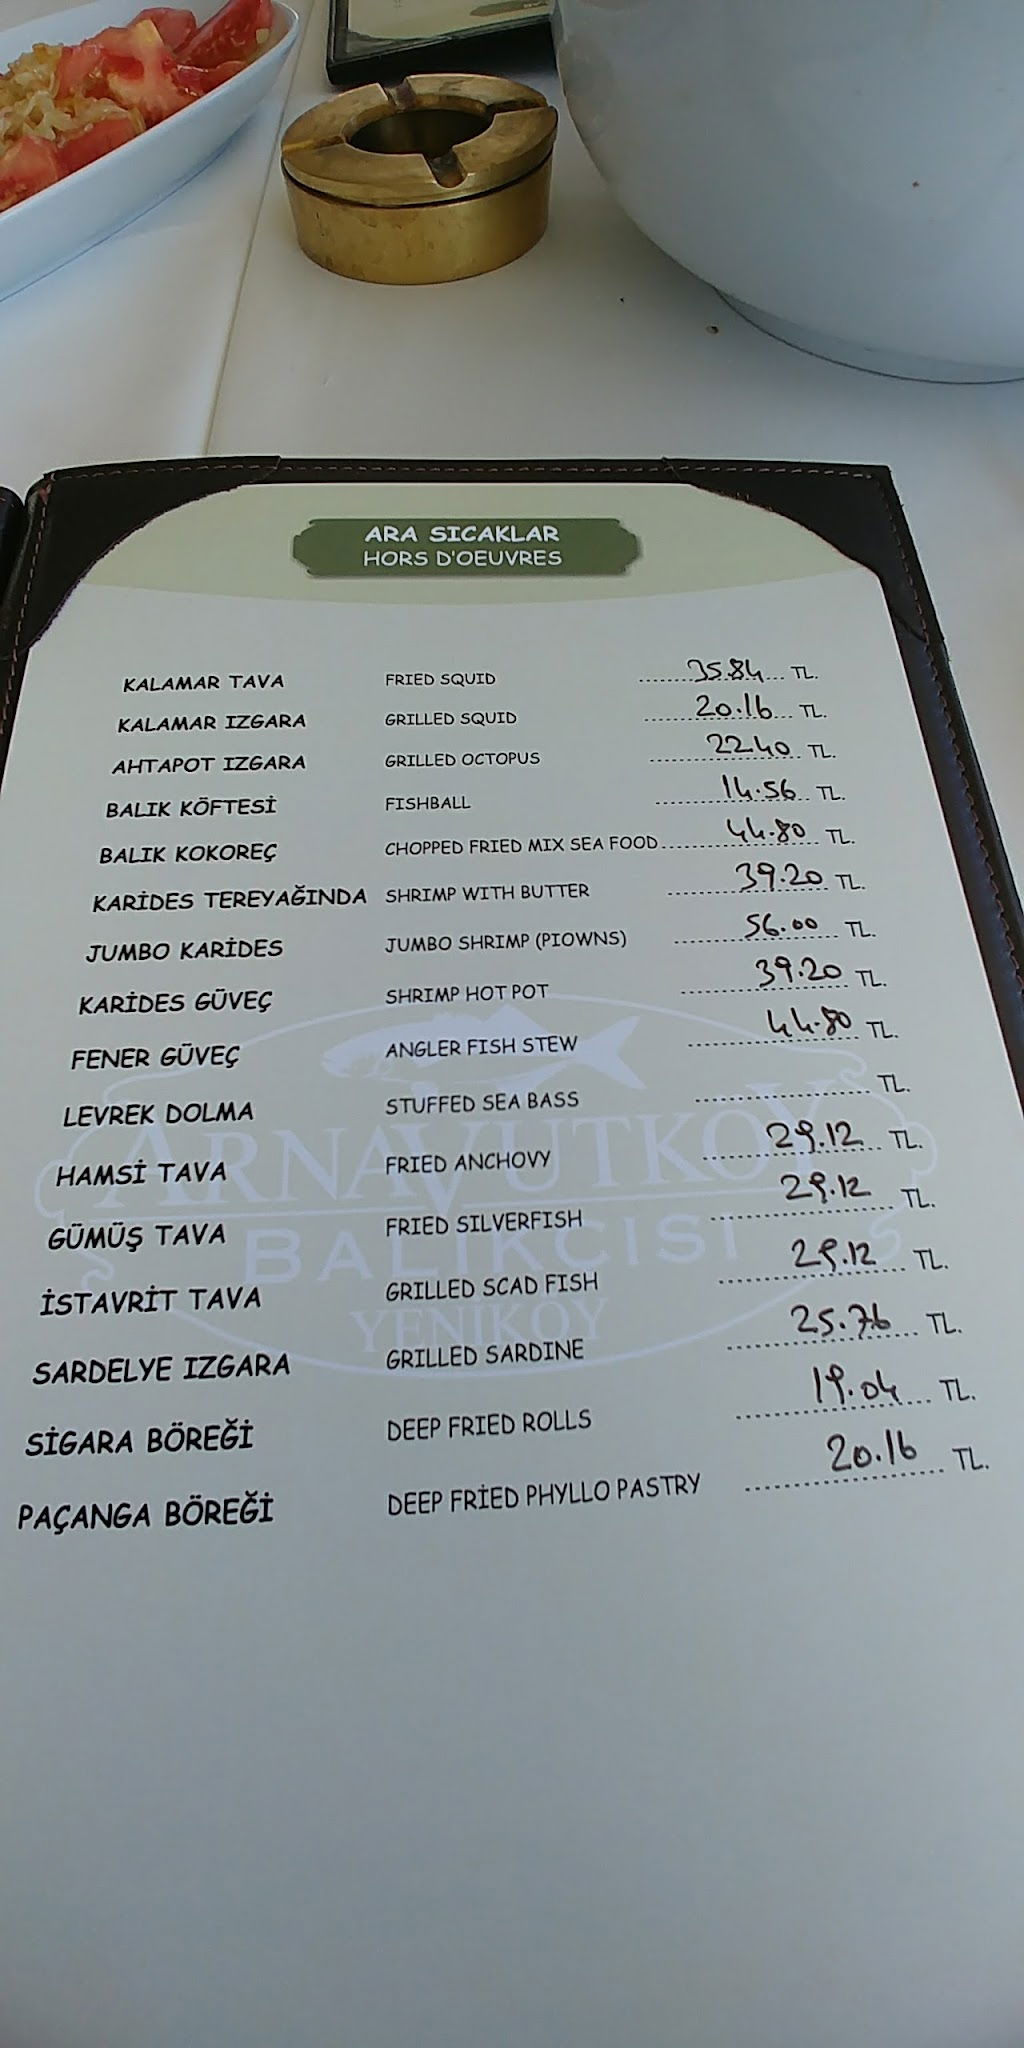 ARA SICAKLAR
HORS D'OEUVRES
KALAMAR TAVA FRIED SQUID 35.84 TL.
KALAMAR IZGARA GRILLED SQUID 20.16 TL.
AHTAPOT IZGARA GRILLED OCTOPUS 22.40 TL.
BALIK KÖFTESİ FISHBALL 14.56 TL.
BALIK KOKOREÇ CHOPPED FRIED MIX SEA FOOD 44.80 TL.
KARİDES TEREYAĞINDA SHRIMP WITH BUTTER 39.20 TL.
JUMBO KARİDES JUMBO SHRIMP (PIOWNS) 56.00 TL.
KARİDES GÜVEÇ SHRIMP HOT POT 39.20 TL.
FENER GÜVEÇ ANGLER FISH STEW 44.80 TL.
LEVREK DOLMA STUFFED SEA BASS TL.
HAMSİ TAVA FRIED ANCHOVY 29.12 TL.
GÜMÜŞ TAVA FRIED SILVERFISH 29.12 TL.
İSTAVRİT TAVA GRILLED SCAD FISH 29.12 TL.
SARDELYE IZGARA GRILLED SARDINE 25.76 TL.
SİGARA BÖREĞİ DEEP FRIED ROLLS 19.04 TL.
PAÇANGA BÖREĞİ DEEP FRİED PHYLLO PASTRY 20.16 TL.
ARNAVUTKOY
BALIKCISI
YENIKOY